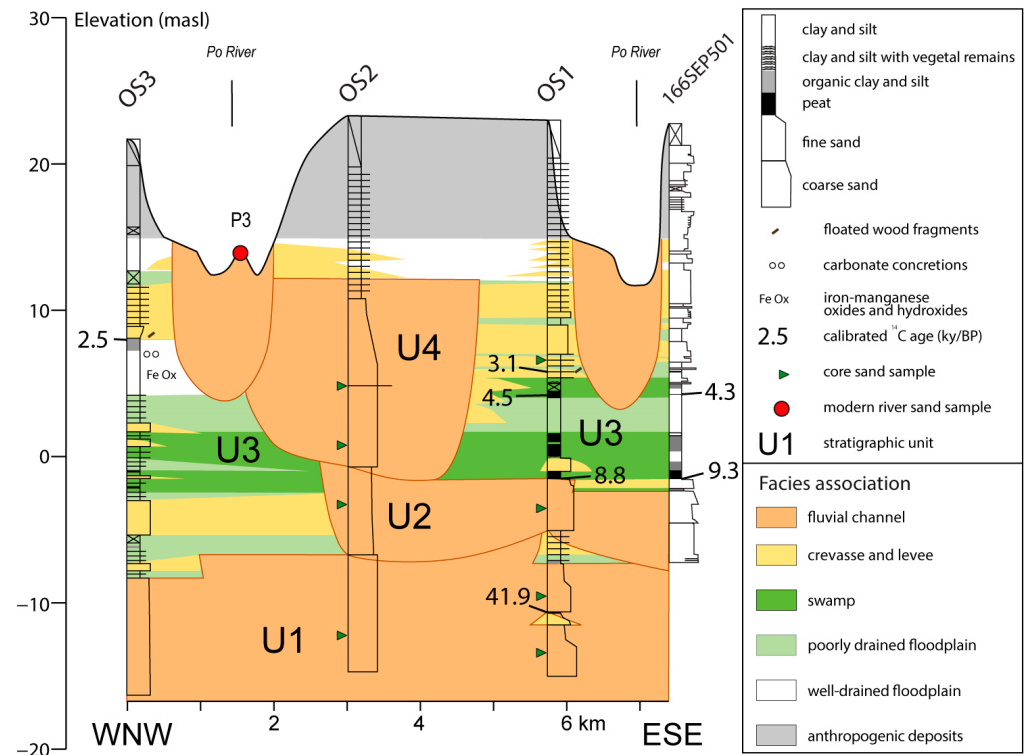 30
Elevation (masl)
20
10
0
−10
−20
OS3
Po River
OS2
OS1
Po River
166SEP501
P3
2.5
Fe Ox
U4
3.1
4.5
4.3
U3
U3
8.8
9.3
U2
41.9
U1
WNW
2
4
6 km
ESE
clay and silt
clay and silt with vegetal remains
organic clay and silt
peat
fine sand
coarse sand
floated wood fragments
carbonate concretions
Fe Ox
iron-manganese
oxides and hydroxides
2.5
calibrated ¹⁴C age (ky/BP)
core sand sample
modern river sand sample
U1
stratigraphic unit
Facies association
fluvial channel
crevasse and levee
swamp
poorly drained floodplain
well-drained floodplain
anthropogenic deposits